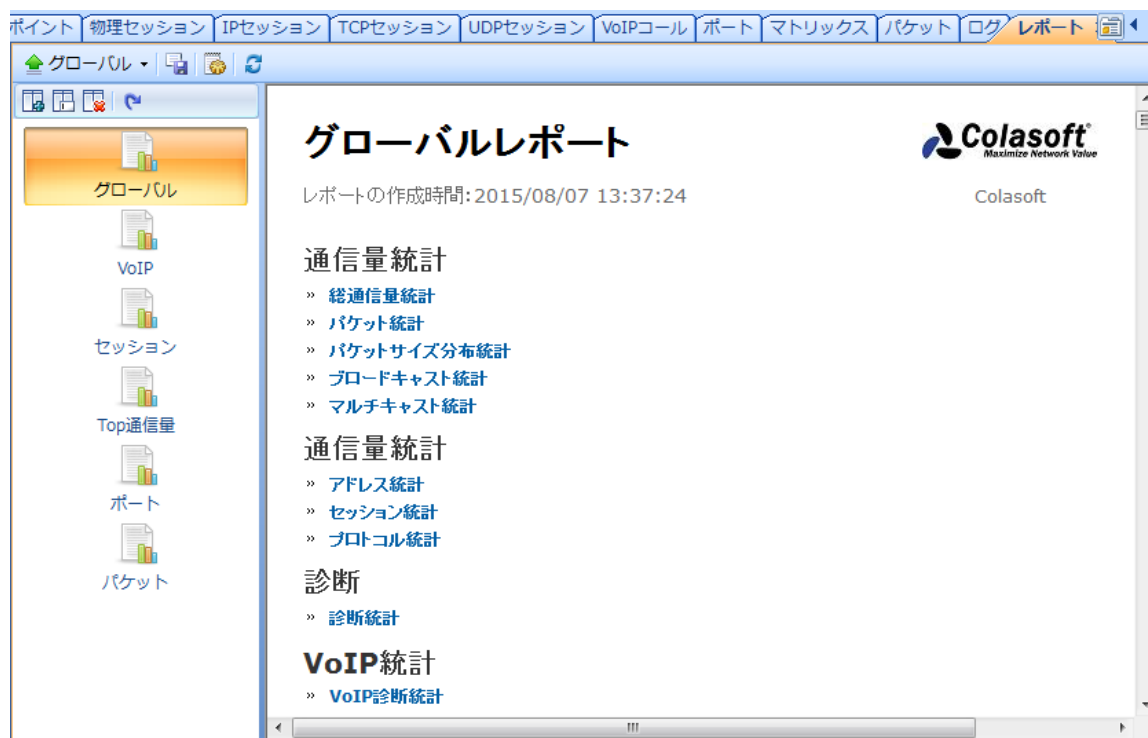 ポイント 物理セッション IPセッション TCPセッション UDPセッション VoIPコール ポート マトリックス パケット ログ レポート
グローバル
グローバル
VoIP
セッション
Top通信量
ポート
パケット
グローバルレポート
Colasoft
Maximize Network Value
レポートの作成時間:2015/08/07 13:37:24
Colasoft
通信量統計
» 総通信量統計
» パケット統計
» パケットサイズ分布統計
» ブロードキャスト統計
» マルチキャスト統計
通信量統計
» アドレス統計
» セッション統計
» プロトコル統計
診断
» 診断統計
VoIP統計
» VoIP診断統計